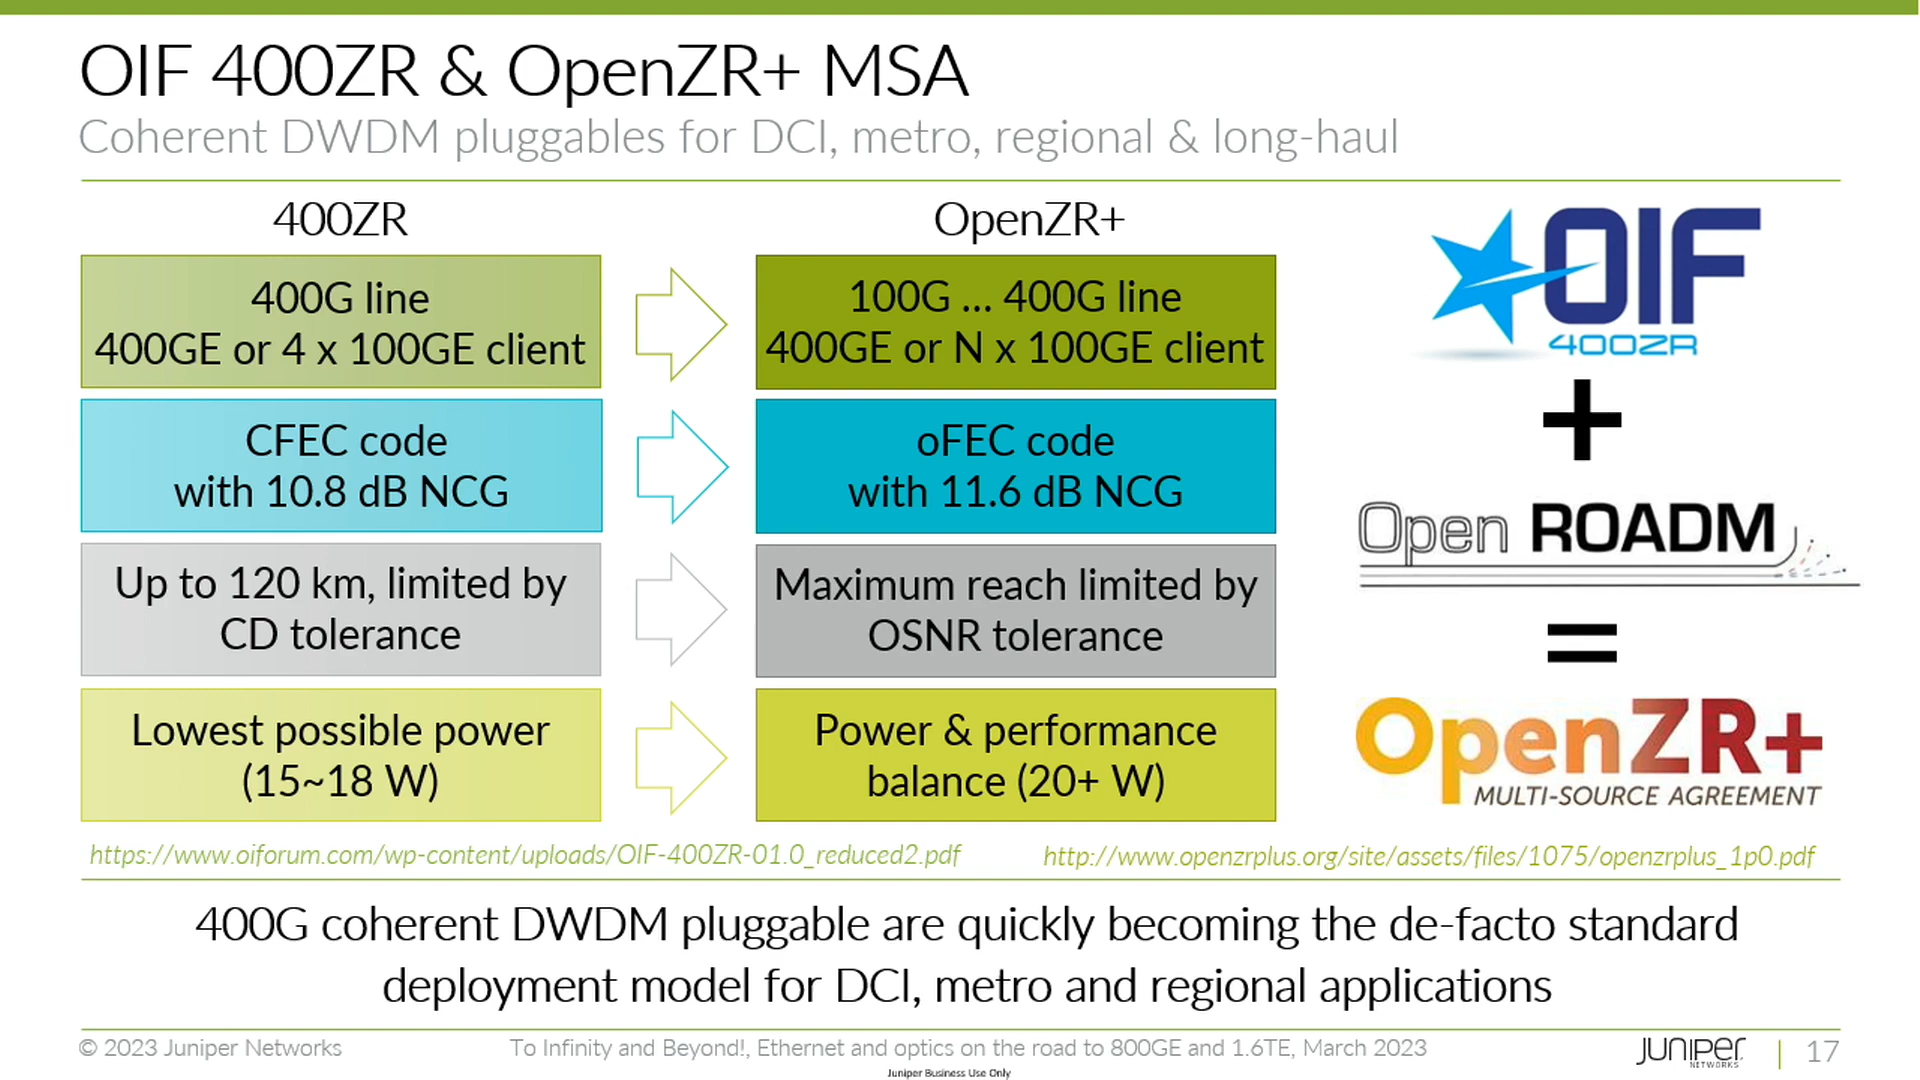 OIF 400ZR & OpenZR+ MSA
Coherent DWDM pluggables for DCI, metro, regional & long-haul
400ZR
400G line
400GE or 4 x 100GE client
CFEC code
with 10.8 dB NCG
Up to 120 km, limited by
CD tolerance
Lowest possible power
(15~18 W)
OpenZR+
100G ... 400G line
400GE or N x 100GE client
oFEC code
with 11.6 dB NCG
Maximum reach limited by
OSNR tolerance
Power & performance
balance (20+ W)
OIF
400ZR
+
Open ROADM
=
OpenZR+
MULTI-SOURCE AGREEMENT
https://www.oiforum.com/wp-content/uploads/OIF-400ZR-01.0_reduced2.pdf
http://www.openzrplus.org/site/assets/files/1075/openzrplus_1p0.pdf
400G coherent DWDM pluggable are quickly becoming the de-facto standard
deployment model for DCI, metro and regional applications
© 2023 Juniper Networks
To Infinity and Beyond!, Ethernet and optics on the road to 800GE and 1.6TE, March 2023
Juniper Business Use Only
JUNIPER
NETWORKS
17